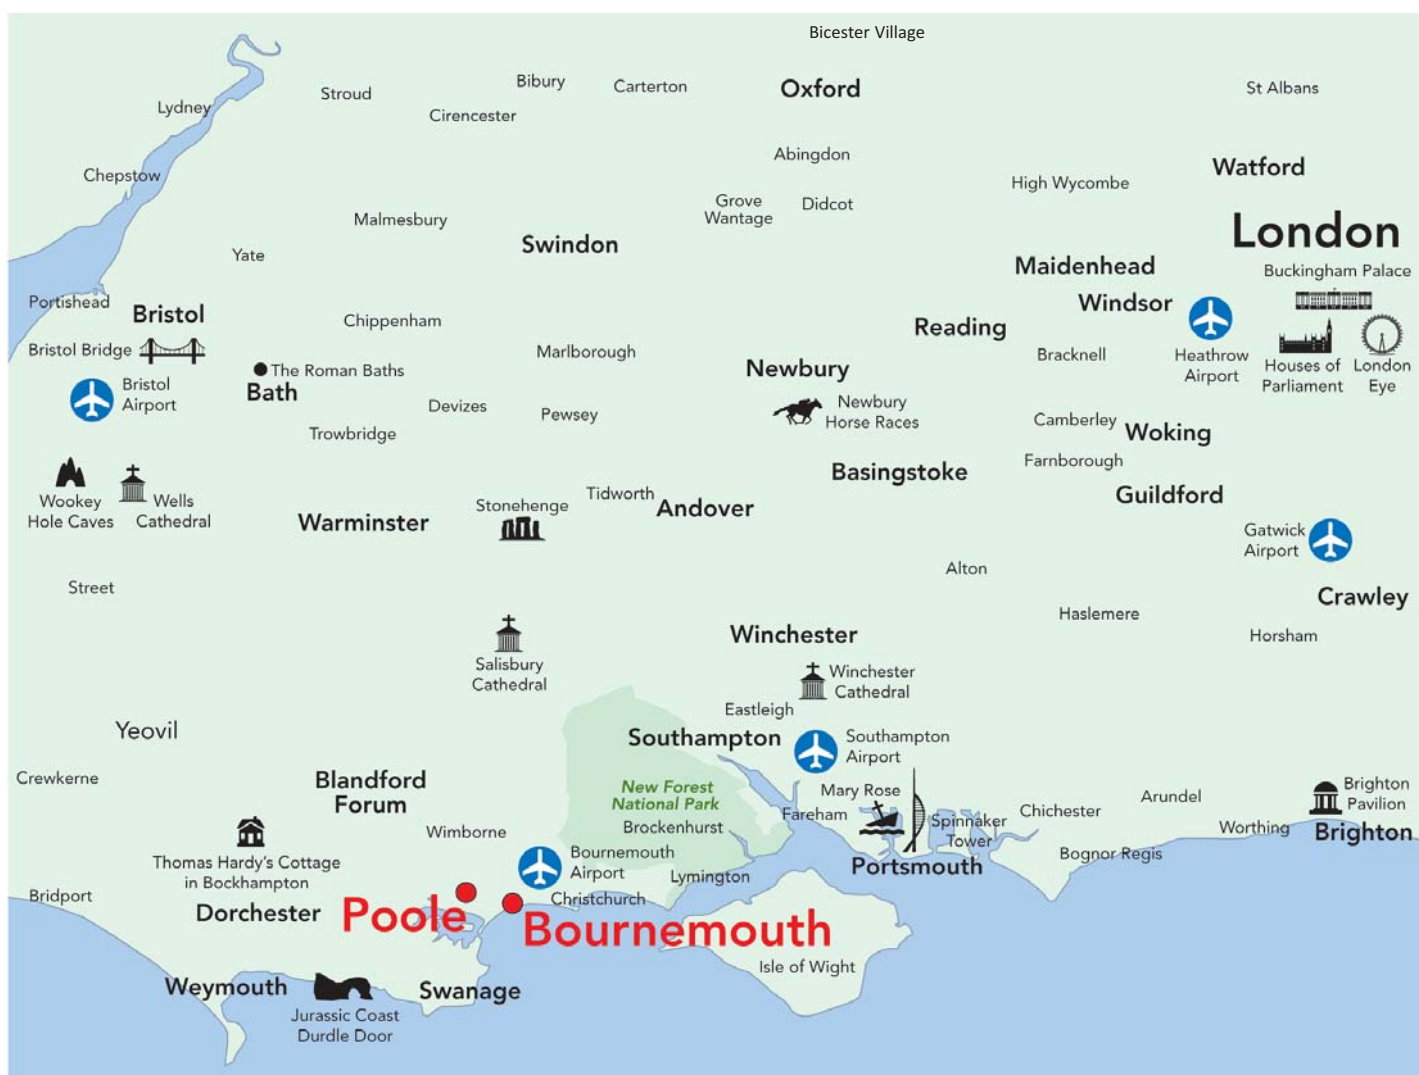 Bicester Village
Bibury
Carterton
Oxford
St Albans
Stroud
Lydney
Cirencester
Abingdon
Watford
Chepstow
High Wycombe
Grove
Wantage
Didcot
Malmesbury
London
Swindon
Yate
Maidenhead
Buckingham Palace
Portishead
Bristol
Windsor
Chippenham
Reading
Bristol Bridge
Marlborough
Bracknell
Heathrow
Airport
Houses of
Parliament
London
Eye
The Roman Baths
Bath
Newbury
Bristol
Airport
Devizes
Pewsey
Newbury
Horse Races
Camberley
Woking
Trowbridge
Farnborough
Basingstoke
Wookey
Hole Caves
Wells
Cathedral
Stonehenge
Tidworth
Andover
Guildford
Warminster
Gatwick
Airport
Street
Alton
Crawley
Haslemere
Horsham
Winchester
Salisbury
Cathedral
Winchester
Cathedral
Eastleigh
Yeovil
Southampton
Southampton
Airport
Crewkerne
Blandford
Forum
New Forest
National Park
Mary Rose
Brighton
Pavilion
Arundel
Chichester
Fareham
Spinnaker
Tower
Wimborne
Brockenhurst
Worthing
Brighton
Thomas Hardy's Cottage
in Bockhampton
Bournemouth
Airport
Portsmouth
Bognor Regis
Lymington
Bridport
Christchurch
Dorchester
Poole
Bournemouth
Isle of Wight
Weymouth
Swanage
Jurassic Coast
Durdle Door